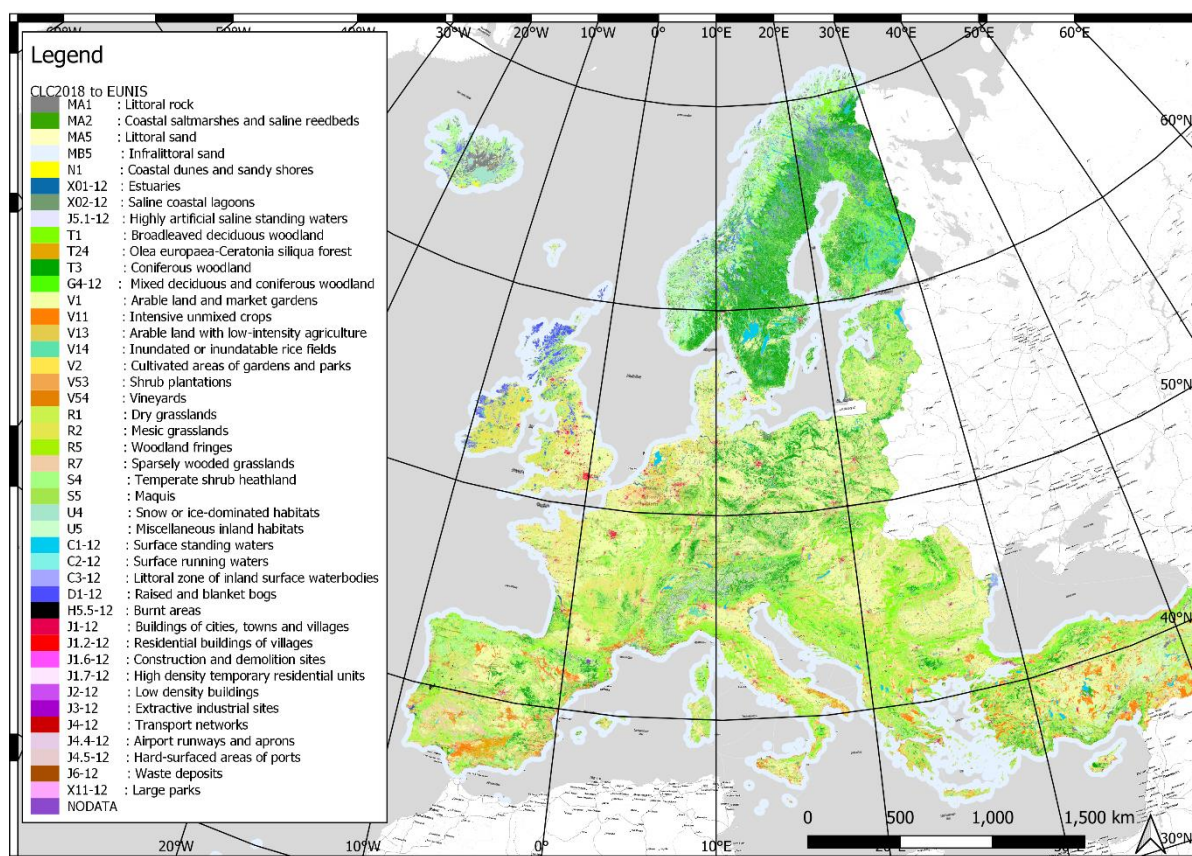 40°W 30°W 20°W 10°W 0° 10°E 20°E 30°E 40°E 50°E 60°E
Legend
CLC2018 to EUNIS
MA1 : Littoral rock
MA2 : Coastal saltmarshes and saline reedbeds
MA5 : Littoral sand
MB5 : Infralittoral sand
N1 : Coastal dunes and sandy shores
X01-12 : Estuaries
X02-12 : Saline coastal lagoons
J5.1-12 : Highly artificial saline standing waters
T1 : Broadleaved deciduous woodland
T24 : Olea europaea-Ceratonia siliqua forest
T3 : Coniferous woodland
G4-12 : Mixed deciduous and coniferous woodland
V1 : Arable land and market gardens
V11 : Intensive unmixed crops
V13 : Arable land with low-intensity agriculture
V14 : Inundated or inundatable rice fields
V2 : Cultivated areas of gardens and parks
V53 : Shrub plantations
V54 : Vineyards
R1 : Dry grasslands
R2 : Mesic grasslands
R5 : Woodland fringes
R7 : Sparsely wooded grasslands
S4 : Temperate shrub heathland
S5 : Maquis
U4 : Snow or ice-dominated habitats
U5 : Miscellaneous inland habitats
C1-12 : Surface standing waters
C2-12 : Surface running waters
C3-12 : Littoral zone of inland surface waterbodies
D1-12 : Raised and blanket bogs
H5.5-12 : Burnt areas
J1-12 : Buildings of cities, towns and villages
J1.2-12 : Residential buildings of villages
J1.6-12 : Construction and demolition sites
J1.7-12 : High density temporary residential units
J2-12 : Low density buildings
J3-12 : Extractive industrial sites
J4-12 : Transport networks
J4.4-12 : Airport runways and aprons
J4.5-12 : Hard-surfaced areas of ports
J6-12 : Waste deposits
X11-12 : Large parks
NODATA
60°N
50°N
40°N
30°N
0 500 1,000 1,500 km
20°W 10°W 0° 10°E 20°E 30°E